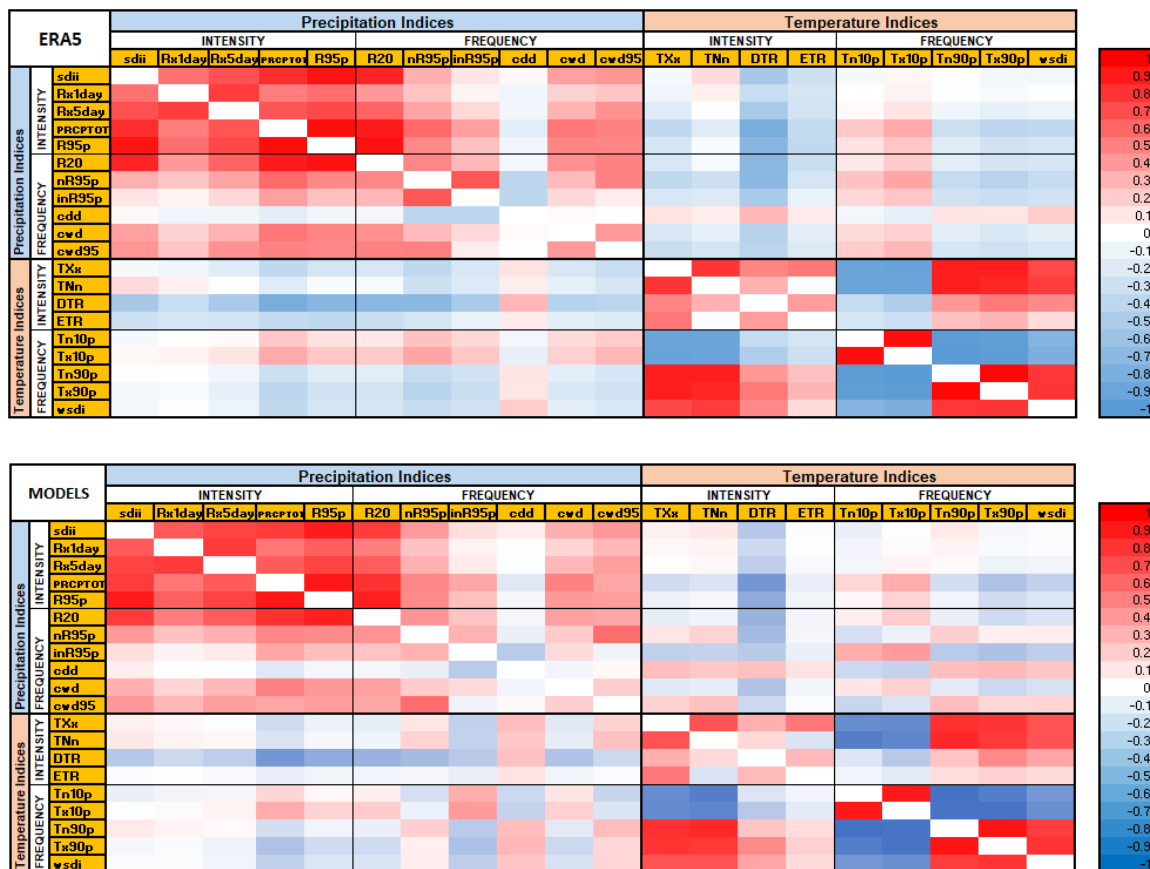 ERA5
Precipitation Indices Temperature Indices
INTENSITY FREQUENCY INTENSITY FREQUENCY
sdii Rx1day Rx5day PRCPTOT R95p R20 nR95p inR95p cdd cwd cwd95 TXx TNn DTR ETR Tn10p Tx10p Tn90p Tx90p wsdi
Precipitation Indices
INTENSITY
sdii
Rx1day
Rx5day
PRCPTOT
R95p
FREQUENCY
R20
nR95p
inR95p
cdd
cwd
cwd95
Temperature Indices
INTENSITY
TXx
TNn
DTR
ETR
FREQUENCY
Tn10p
Tx10p
Tn90p
Tx90p
wsdi
1
0.9
0.8
0.7
0.6
0.5
0.4
0.3
0.2
0.1
0
-0.1
-0.2
-0.3
-0.4
-0.5
-0.6
-0.7
-0.8
-0.9
-1
MODELS
Precipitation Indices Temperature Indices
INTENSITY FREQUENCY INTENSITY FREQUENCY
sdii Rx1day Rx5day PRCPTOT R95p R20 nR95p inR95p cdd cwd cwd95 TXx TNn DTR ETR Tn10p Tx10p Tn90p Tx90p wsdi
Precipitation Indices
INTENSITY
sdii
Rx1day
Rx5day
PRCPTOT
R95p
FREQUENCY
R20
nR95p
inR95p
cdd
cwd
cwd95
Temperature Indices
INTENSITY
TXx
TNn
DTR
ETR
FREQUENCY
Tn10p
Tx10p
Tn90p
Tx90p
wsdi
1
0.9
0.8
0.7
0.6
0.5
0.4
0.3
0.2
0.1
0
-0.1
-0.2
-0.3
-0.4
-0.5
-0.6
-0.7
-0.8
-0.9
-1